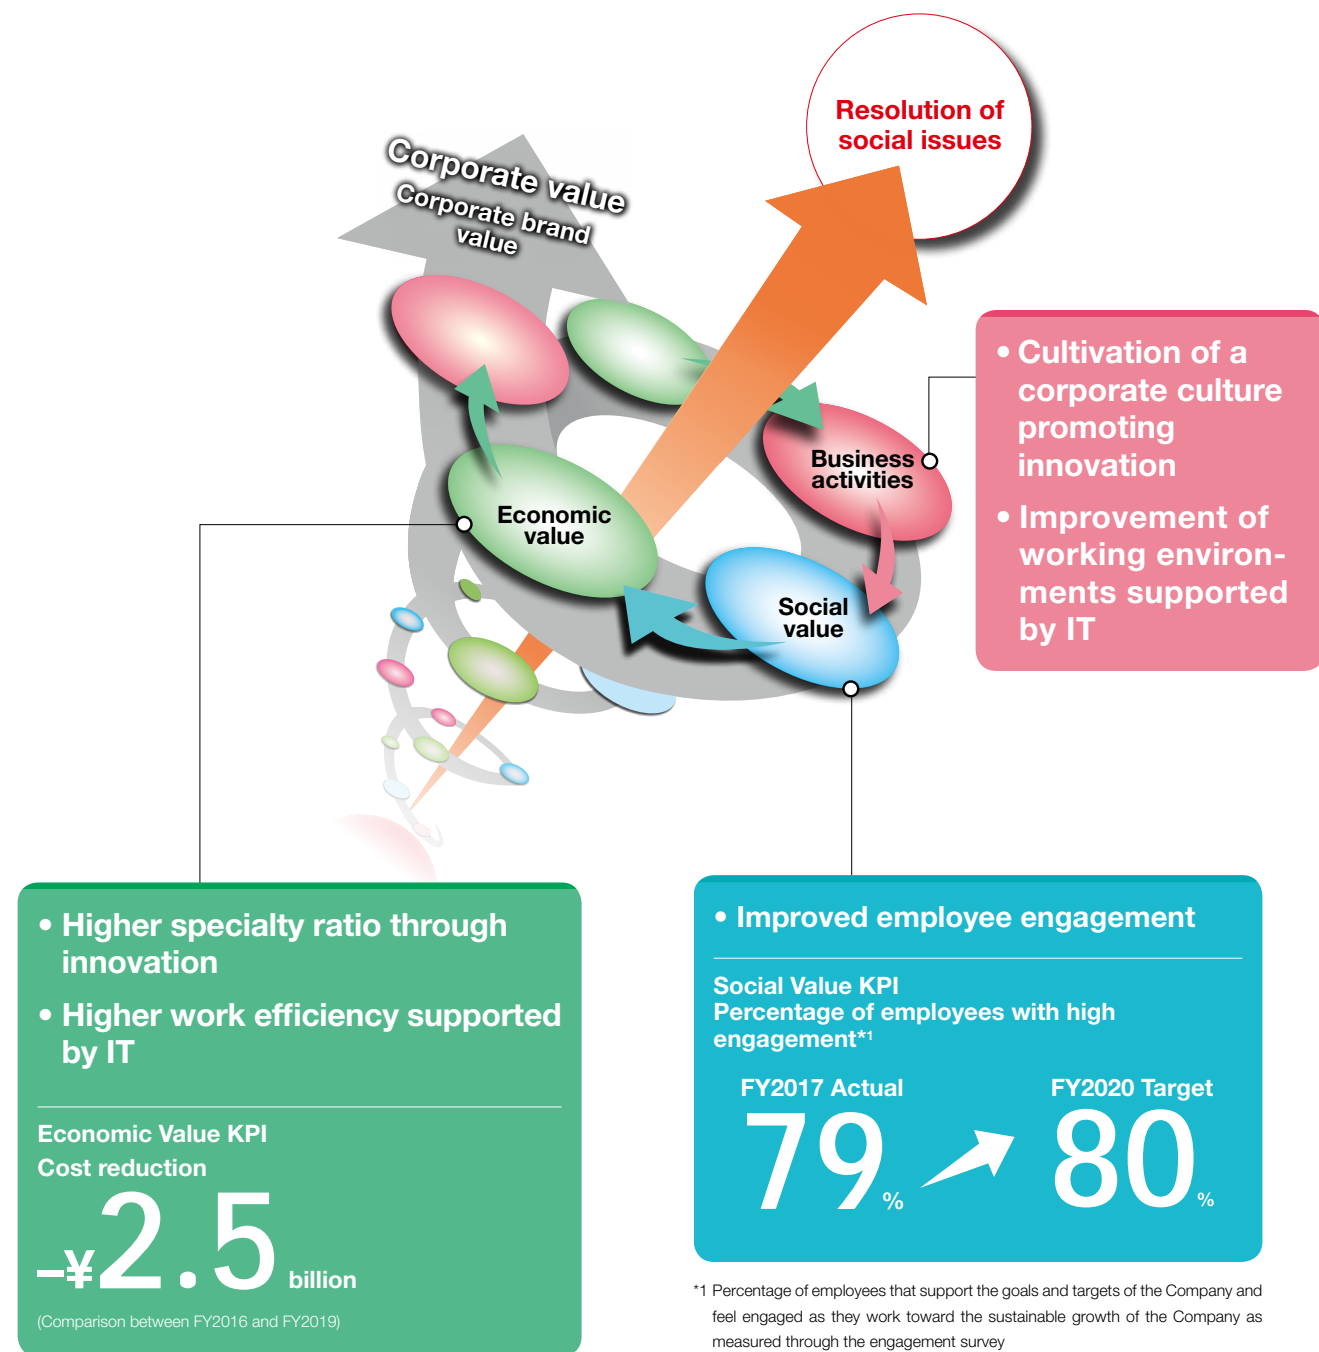 Resolution of
social issues
Corporate value
Corporate brand
value
• Cultivation of a
corporate culture
promoting
innovation
• Improvement of
working environ-
ments supported
by IT
Business
activities
Economic
value
Social
value
• Higher specialty ratio through
innovation
• Higher work efficiency supported
by IT
Economic Value KPI
Cost reduction
–¥2.5 billion
(Comparison between FY2016 and FY2019)
• Improved employee engagement
Social Value KPI
Percentage of employees with high
engagement*1
FY2017 Actual FY2020 Target
79% 80%
*1 Percentage of employees that support the goals and targets of the Company and
feel engaged as they work toward the sustainable growth of the Company as
measured through the engagement survey